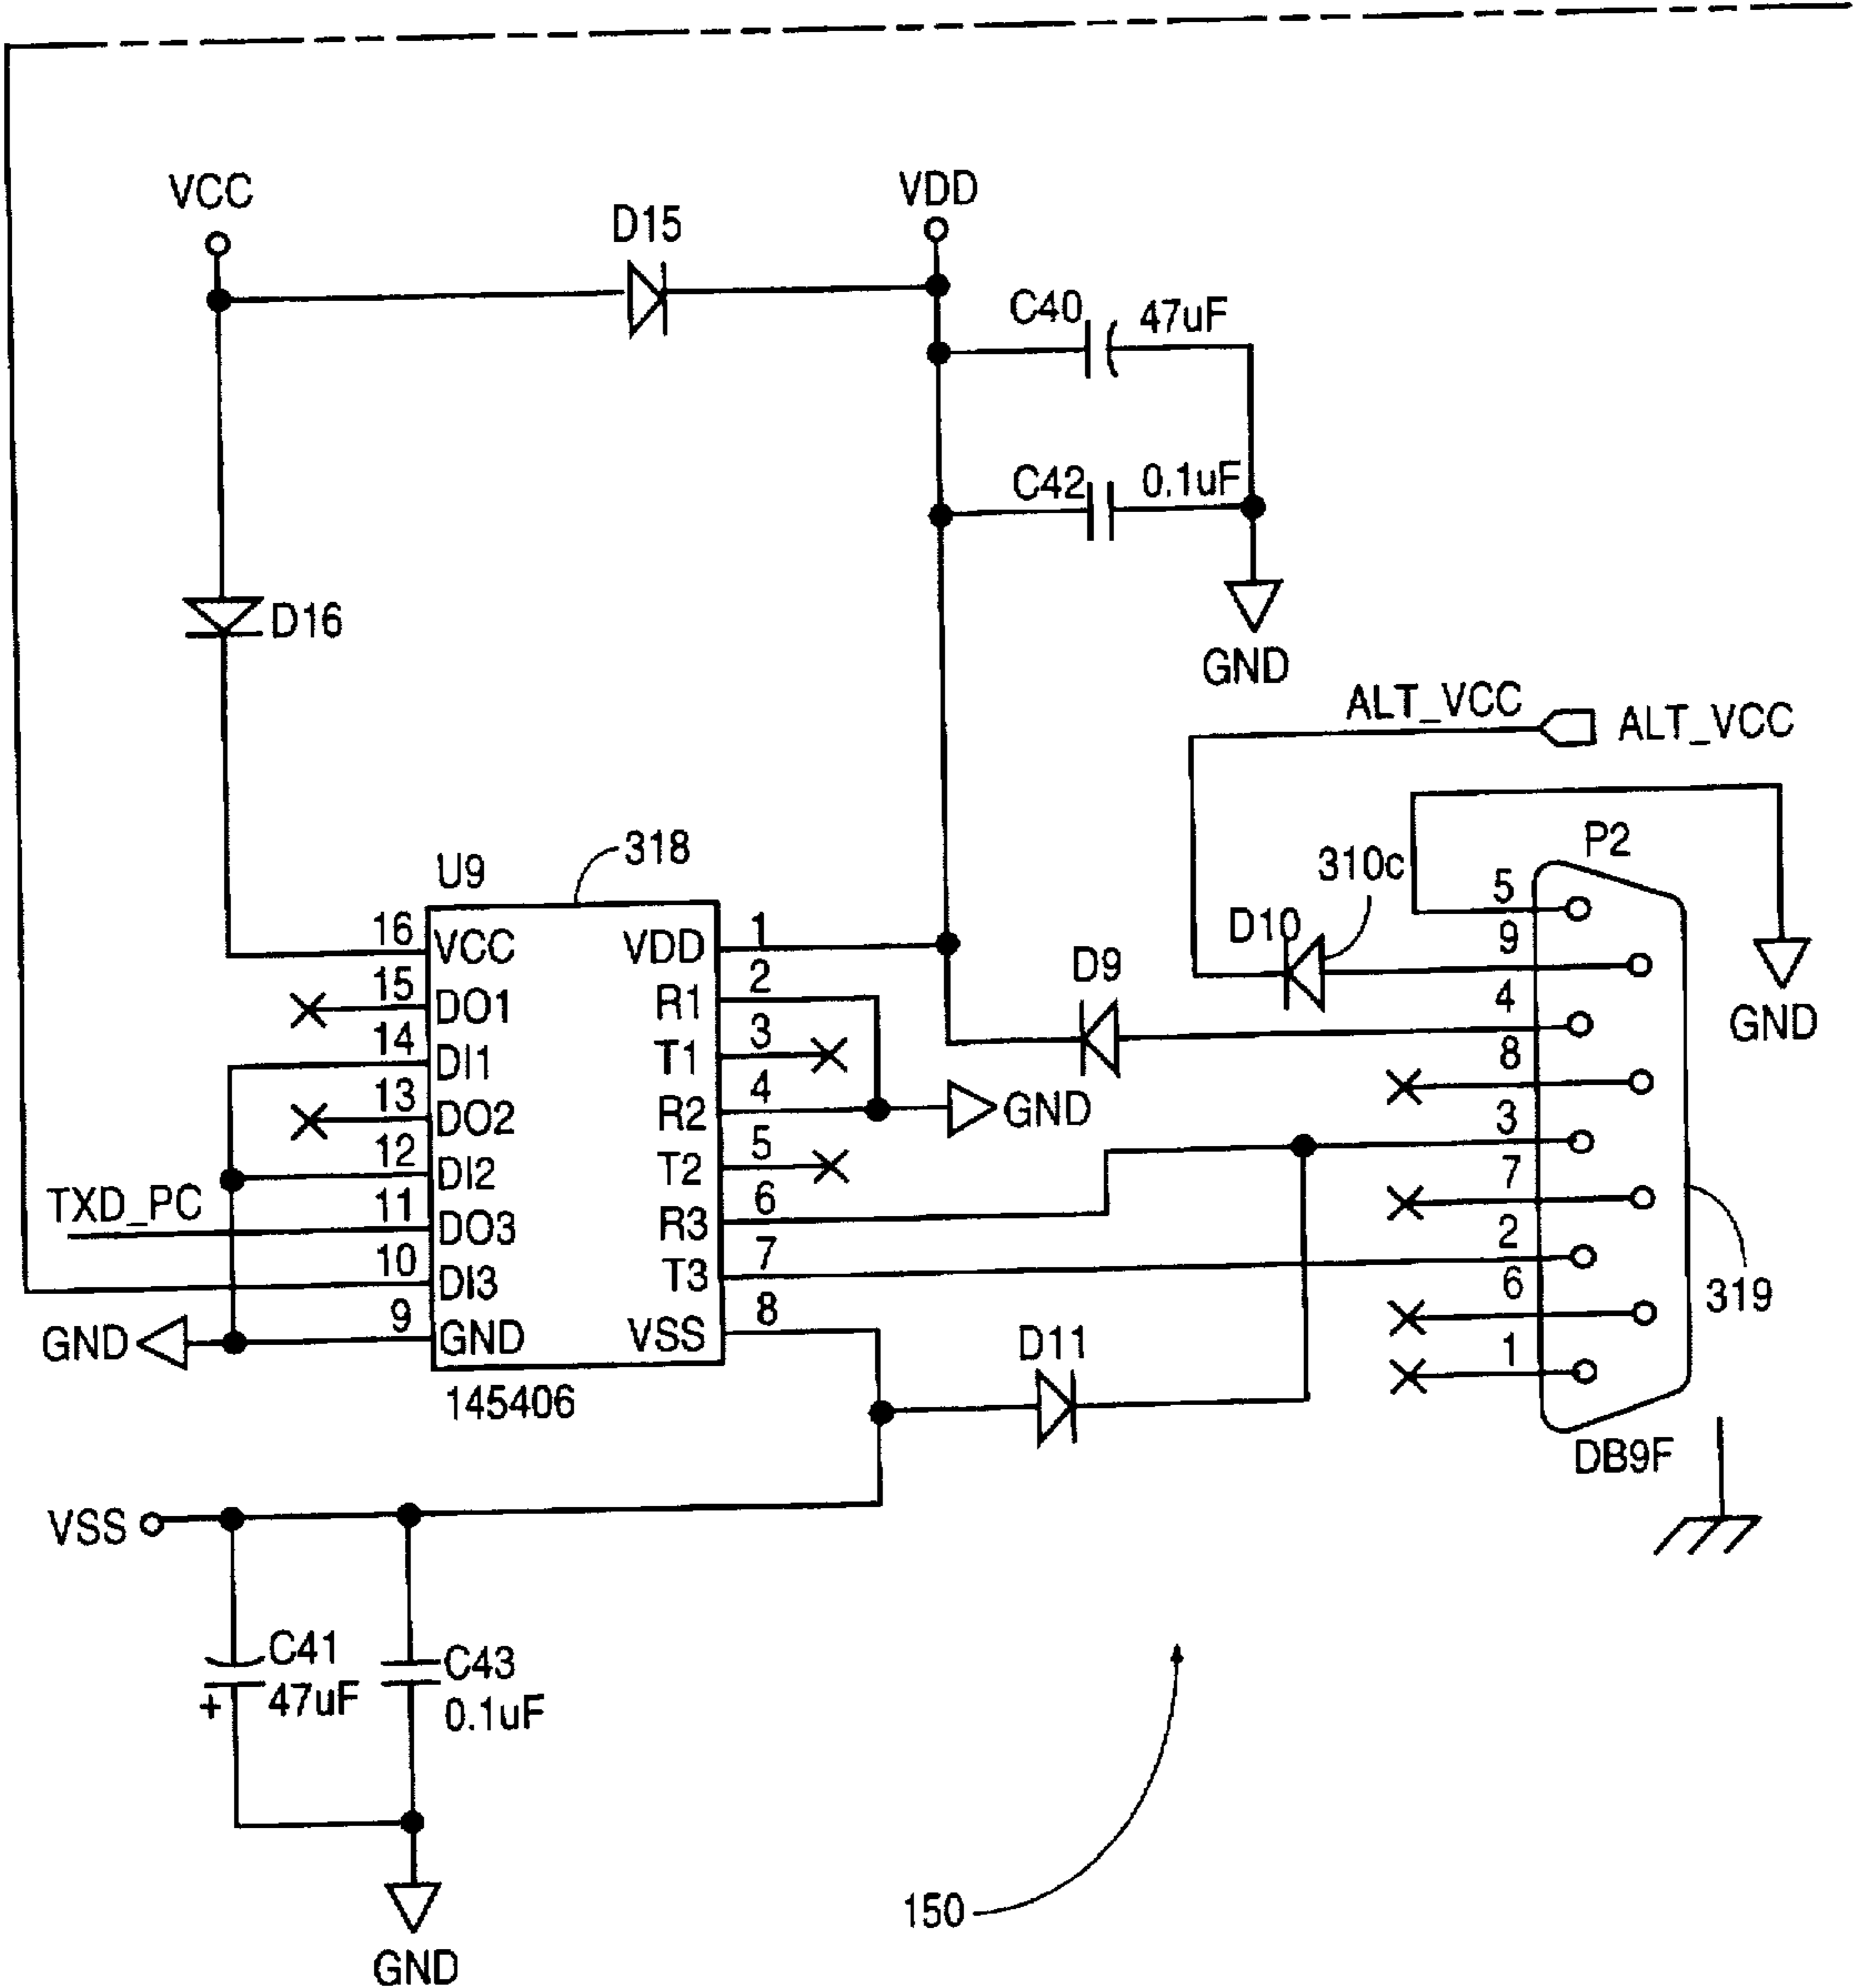 VCC
VDD
D15
C40
47uF
C42
0.1uF
D16
GND
ALT_VCC
ALT_VCC
U9
318
P2
310c
D10
D9
GND
16
VCC
15
DO1
14
DI1
13
DO2
12
DI2
TXD_PC
11
DO3
10
DI3
GND
9
GND
VDD
1
R1
2
T1
3
R2
4
GND
T2
5
R3
6
T3
7
VSS
8
145406
5
9
4
8
3
7
2
6
1
319
D11
DB9F
VSS
C41
47uF
+
C43
0.1uF
GND
150